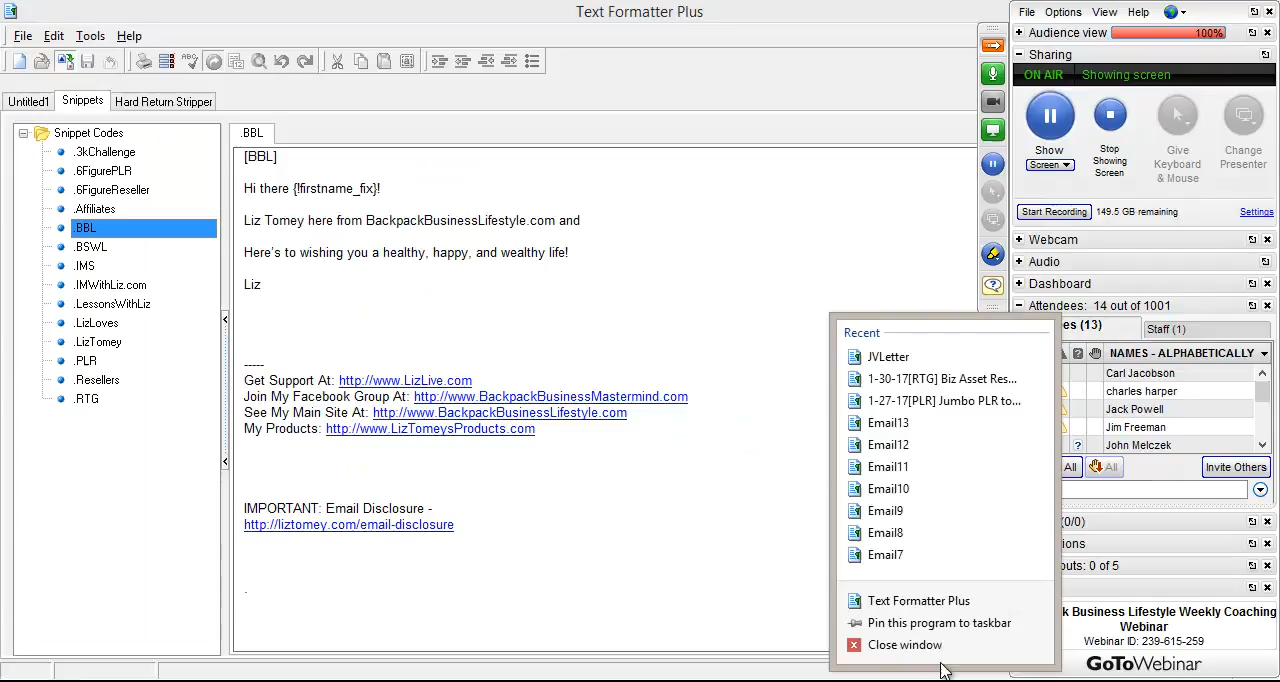 Text Formatter Plus
File Edit Tools Help
Untitled1 Snippets Hard Return Stripper
Snippet Codes
.3kChallenge
.6FigurePLR
.6FigureReseller
.Affiliates
.BBL
.BSWL
.IMS
.IMWithLiz.com
.LessonsWithLiz
.LizLoves
.LizTomey
.PLR
.Resellers
.RTG
.BBL
[BBL]
Hi there {!firstname_fix}!
Liz Tomey here from BackpackBusinessLifestyle.com and
Here's to wishing you a healthy, happy, and wealthy life!
Liz
-----
Get Support At: http://www.LizLive.com
Join My Facebook Group At: http://www.BackpackBusinessMastermind.com
See My Main Site At: http://www.BackpackBusinessLifestyle.com
My Products: http://www.LizTomeysProducts.com
IMPORTANT: Email Disclosure -
http://liztomey.com/email-disclosure
.
Recent
JVLetter
1-30-17[RTG] Biz Asset Res...
1-27-17[PLR] Jumbo PLR to...
Email13
Email12
Email11
Email10
Email9
Email8
Email7
Text Formatter Plus
Pin this program to taskbar
Close window
File Options View Help
Audience view 100%
Sharing
ON AIR Showing screen
Show
Screen
Stop
Showing
Screen
Give
Keyboard
& Mouse
Change
Presenter
Start Recording 149.5 GB remaining Settings
Webcam
Audio
Dashboard
Attendees: 14 out of 1001
es (13) Staff (1)
NAMES - ALPHABETICALLY
Carl Jacobson
charles harper
Jack Powell
Jim Freeman
John Melczek
All All Invite Others
(0/0)
ions
outs: 0 of 5
k Business Lifestyle Weekly Coaching
Webinar
Webinar ID: 239-615-259
GoToWebinar